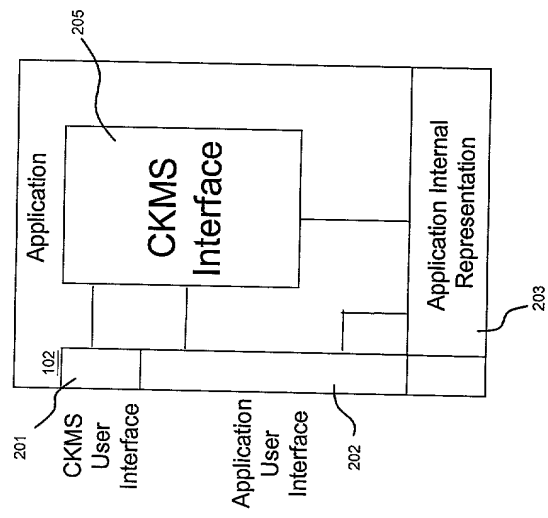 Application
102
201
CKMS
User
Interface
205
CKMS
Interface
Application
User
Interface
202
Application Internal
Representation
203